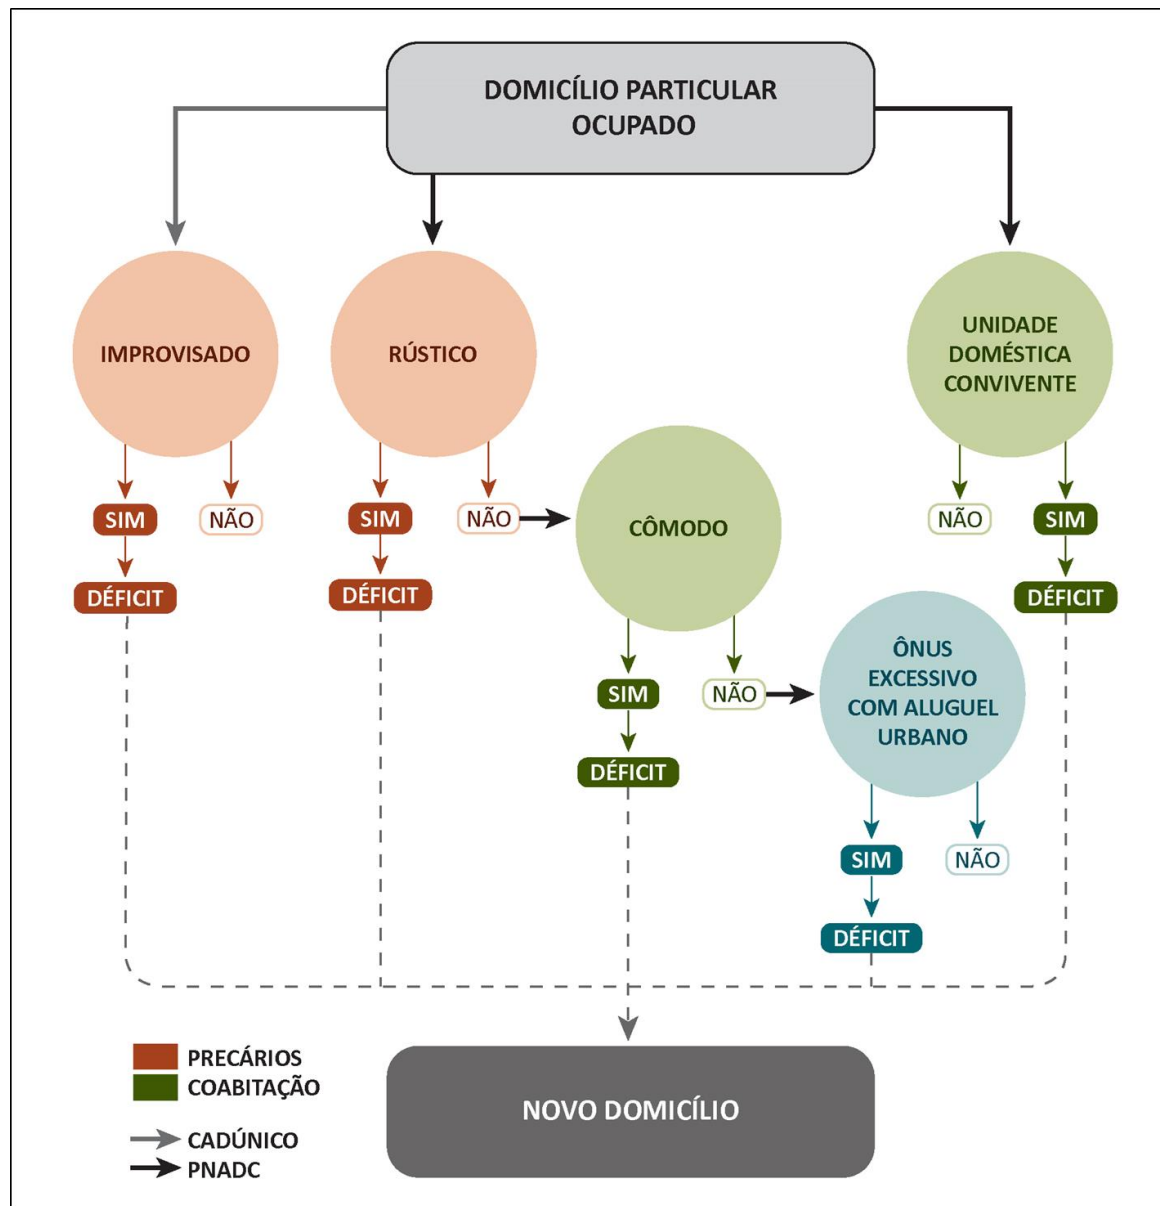 DOMICÍLIO PARTICULAR
OCUPADO
IMPROVISADO
RÚSTICO
UNIDADE
DOMÉSTICA
CONVIVENTE
SIM
NÃO
DÉFICIT
SIM
NÃO
DÉFICIT
CÔMODO
NÃO
SIM
DÉFICIT
SIM
NÃO
DÉFICIT
ÔNUS
EXCESSIVO
COM ALUGUEL
URBANO
SIM
NÃO
DÉFICIT
PRECÁRIOS
COABITAÇÃO
CADÚNICO
PNADC
NOVO DOMICÍLIO